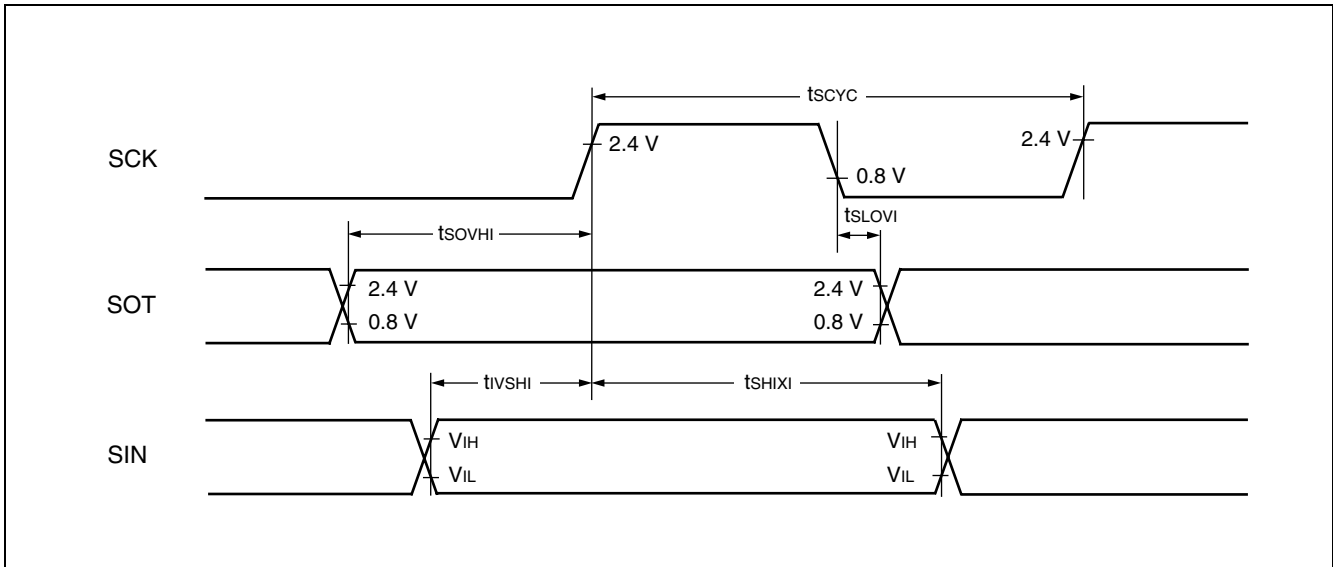 tSCYC
SCK
2.4 V
2.4 V
0.8 V
tSOVHI
tSLOVI
SOT
2.4 V
2.4 V
0.8 V
0.8 V
tIVSHI
tSHIXI
SIN
VIH
VIH
VIL
VIL